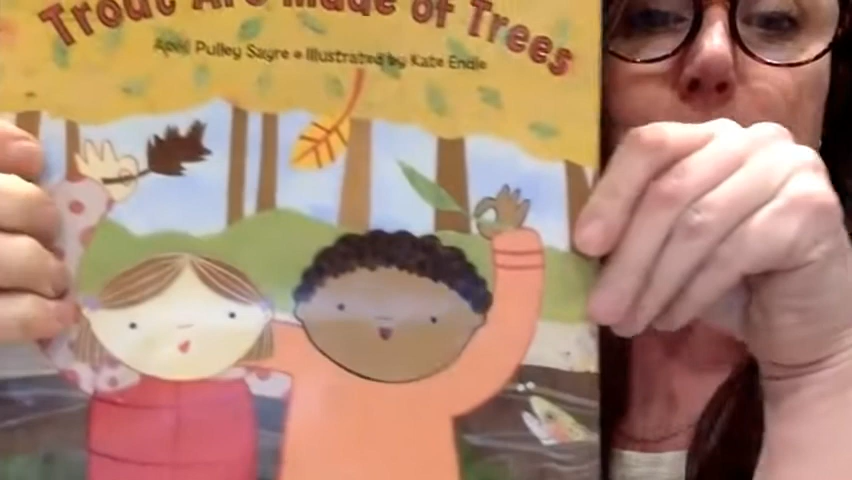 Trout Are Made of Trees
April Pulley Sayre • Illustrated by Kate Endle